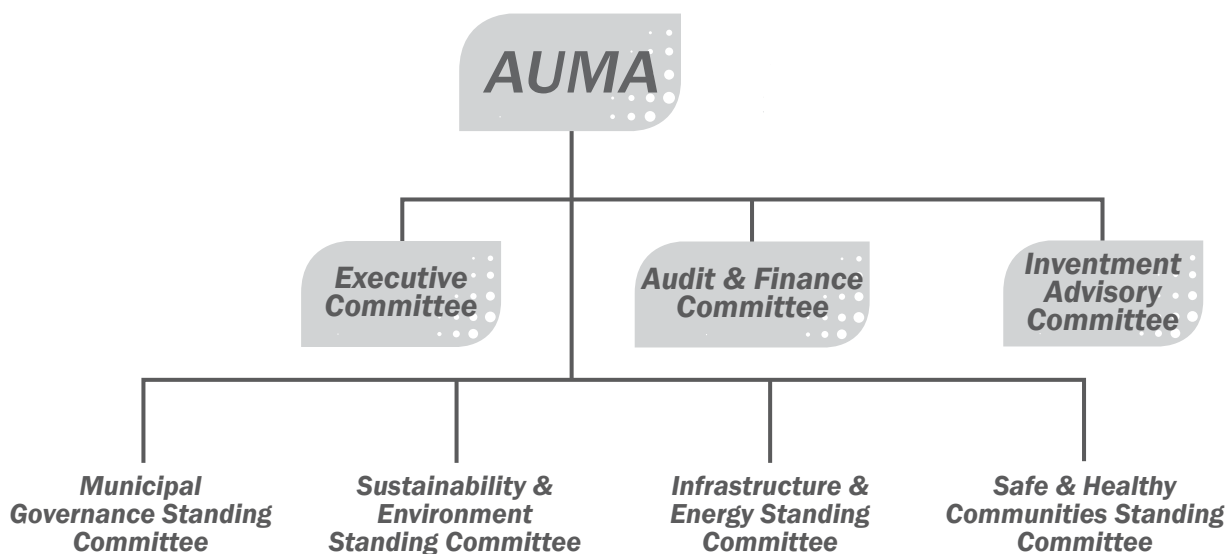 AUMA
Executive
Committee
Audit & Finance
Committee
Inventment
Advisory
Committee
Municipal
Governance Standing
Committee
Sustainability &
Environment
Standing Committee
Infrastructure &
Energy Standing
Committee
Safe & Healthy
Communities Standing
Committee